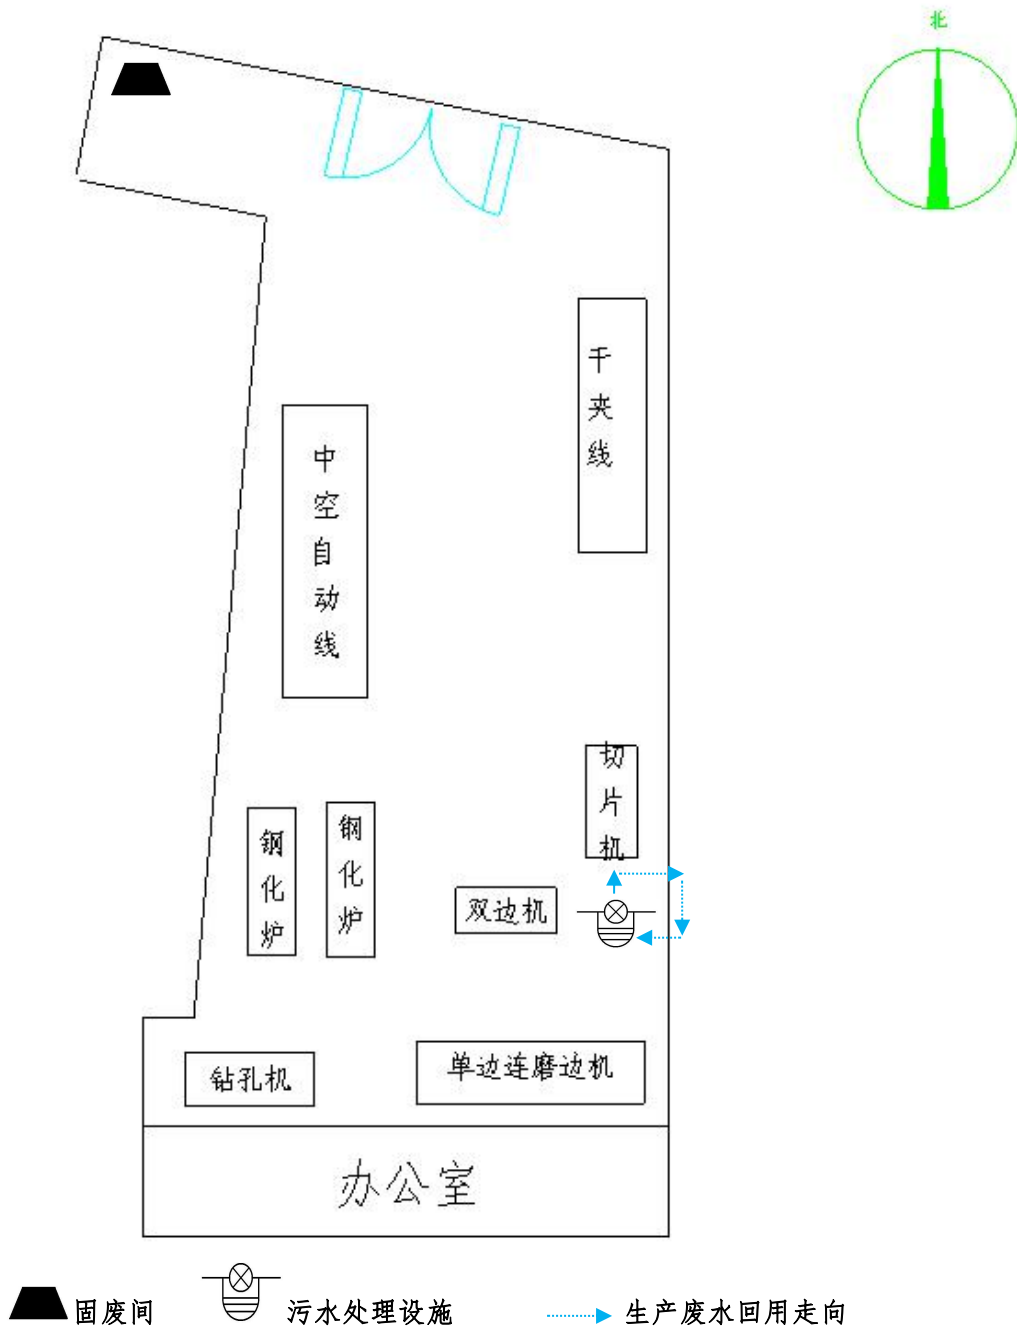 北
干夹线
中空自动线
切片机
钢化炉
钢化炉
双边机
钻孔机
单边连磨边机
办公室
固废间
污水处理设施
生产废水回用走向